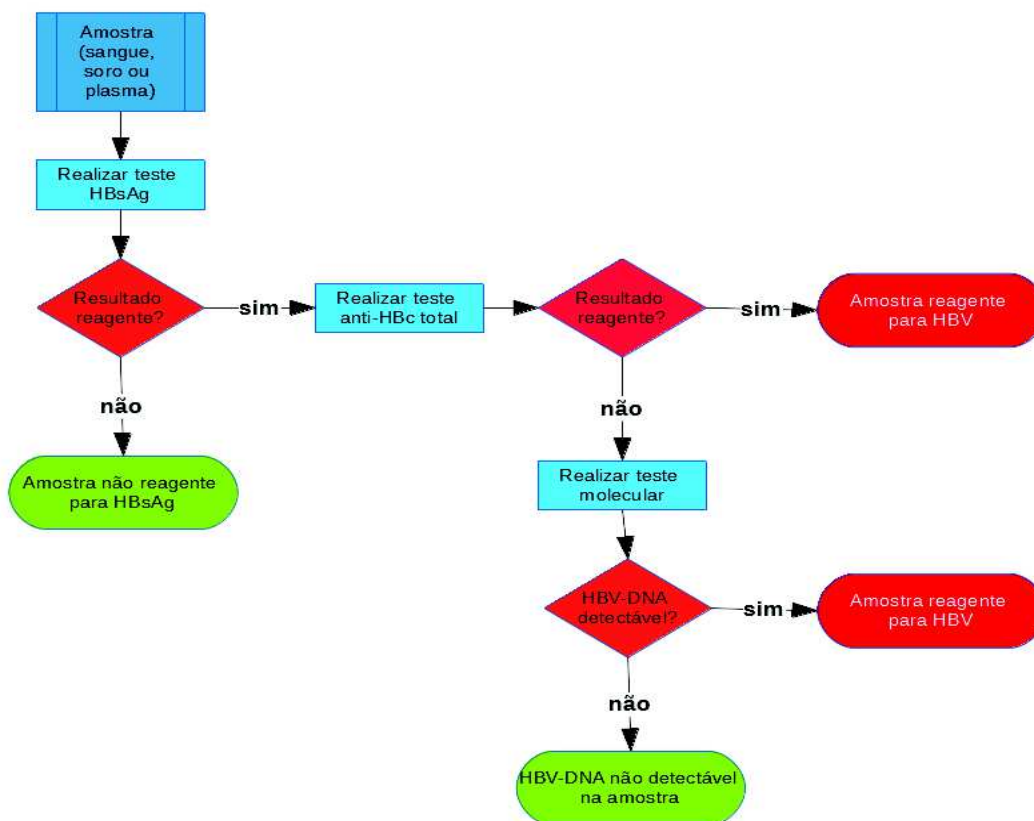 Amostra
(sangue,
soro ou
plasma)
Realizar teste
HBsAg
Resultado
reagente?
sim
Realizar teste
anti-HBc total
Resultado
reagente?
sim
Amostra reagente
para HBV
não
não
Amostra não reagente
para HBsAg
Realizar teste
molecular
HBV-DNA
detectável?
sim
Amostra reagente
para HBV
não
HBV-DNA não detectável
na amostra